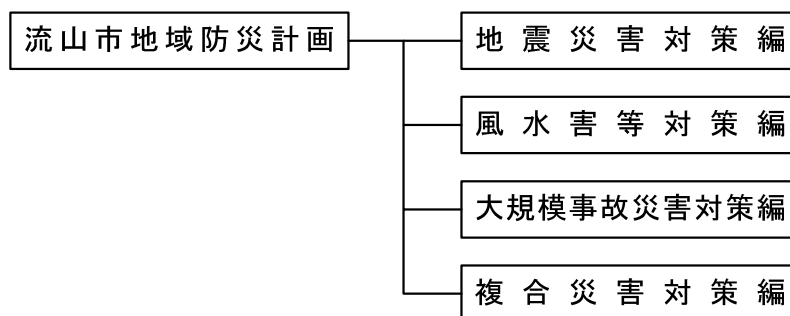 流山市地域防災計画
地震災害対策編
風水害等対策編
大規模事故災害対策編
複合災害対策編